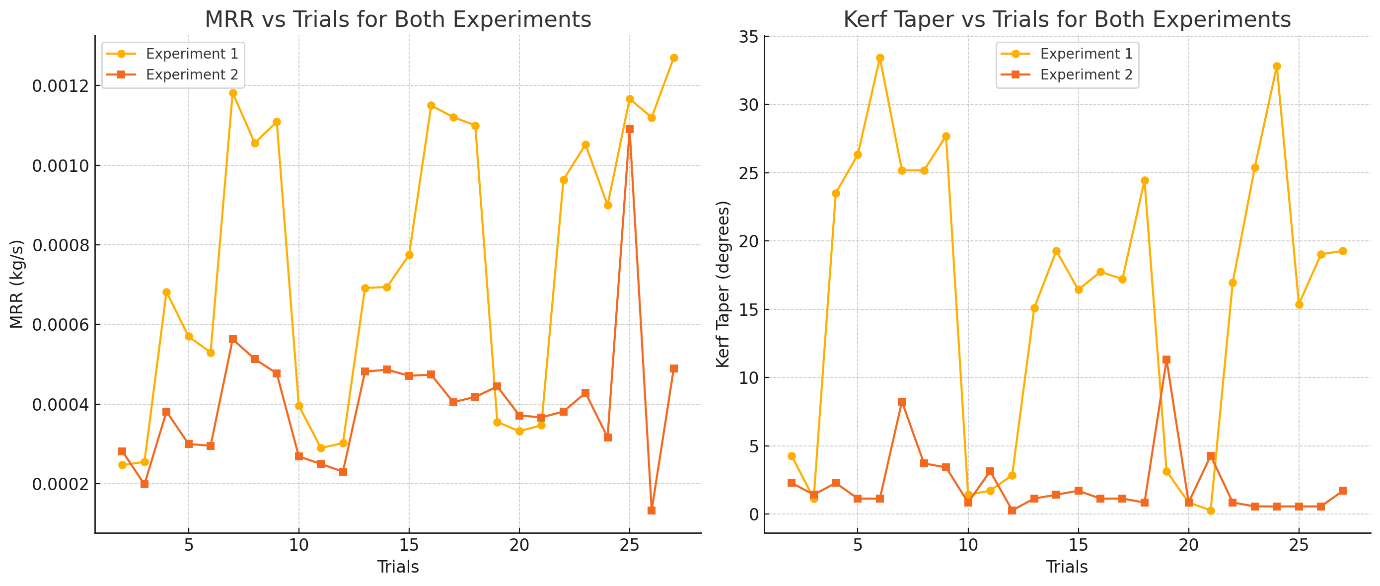 MRR vs Trials for Both Experiments
Experiment 1
Experiment 2
MRR (kg/s)
0.0012
0.0010
0.0008
0.0006
0.0004
0.0002
5 10 15 20 25
Trials
Kerf Taper vs Trials for Both Experiments
Experiment 1
Experiment 2
Kerf Taper (degrees)
35
30
25
20
15
10
5
0
5 10 15 20 25
Trials